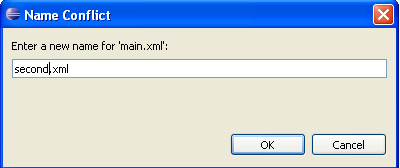 Name Conflict
Enter a new name for 'main.xml':
second.xml
OK Cancel